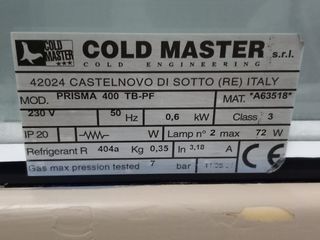 COLD MASTER
COLD MASTER s.r.l.
COLD ENGINEERING
42024 CASTELNOVO DI SOTTO (RE) ITALY
MOD. PRISMA 400 TB-PF MAT. "A63518"
230 V 50 Hz 0,6 kW Class 3
IP 20 W Lamp n° 2 max 72 W
Refrigerant R 404a Kg 0,35 In 3,18 A
Gas max pression tested 7 bar
CE